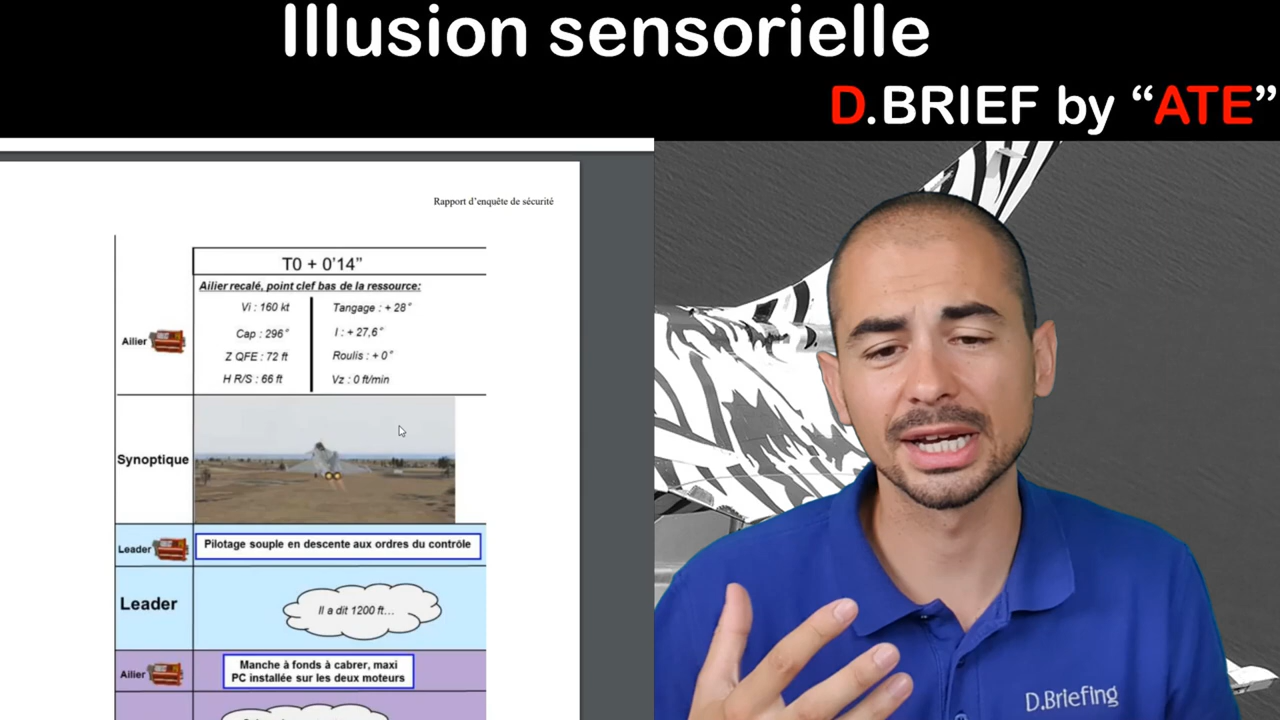 Illusion sensorielle
D.BRIEF by “ATE”
Rapport d’enquête de sécurité
T0 + 0’14”
Ailier recalé, point clef bas de la ressource:
Vi : 160 kt
Tangage : + 28°
Cap : 296°
I : + 27,6°
Z QFE : 72 ft
Roulis : + 0°
H R/S : 66 ft
Vz : 0 ft/min
Ailier
Synoptique
Leader
Pilotage souple en descente aux ordres du contrôle
Leader
Il a dit 1200 ft…
Ailier
Manche à fonds à cabrer, maxi
PC installée sur les deux moteurs
D.Briefing